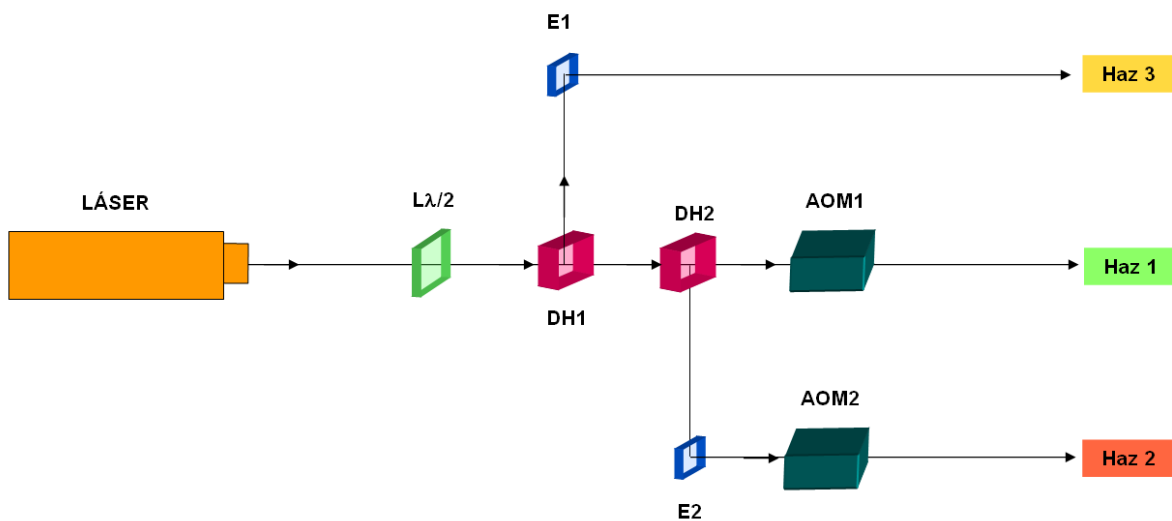 E1
Haz 3
LÁSER
Lλ/2
DH2
AOM1
Haz 1
DH1
AOM2
Haz 2
E2